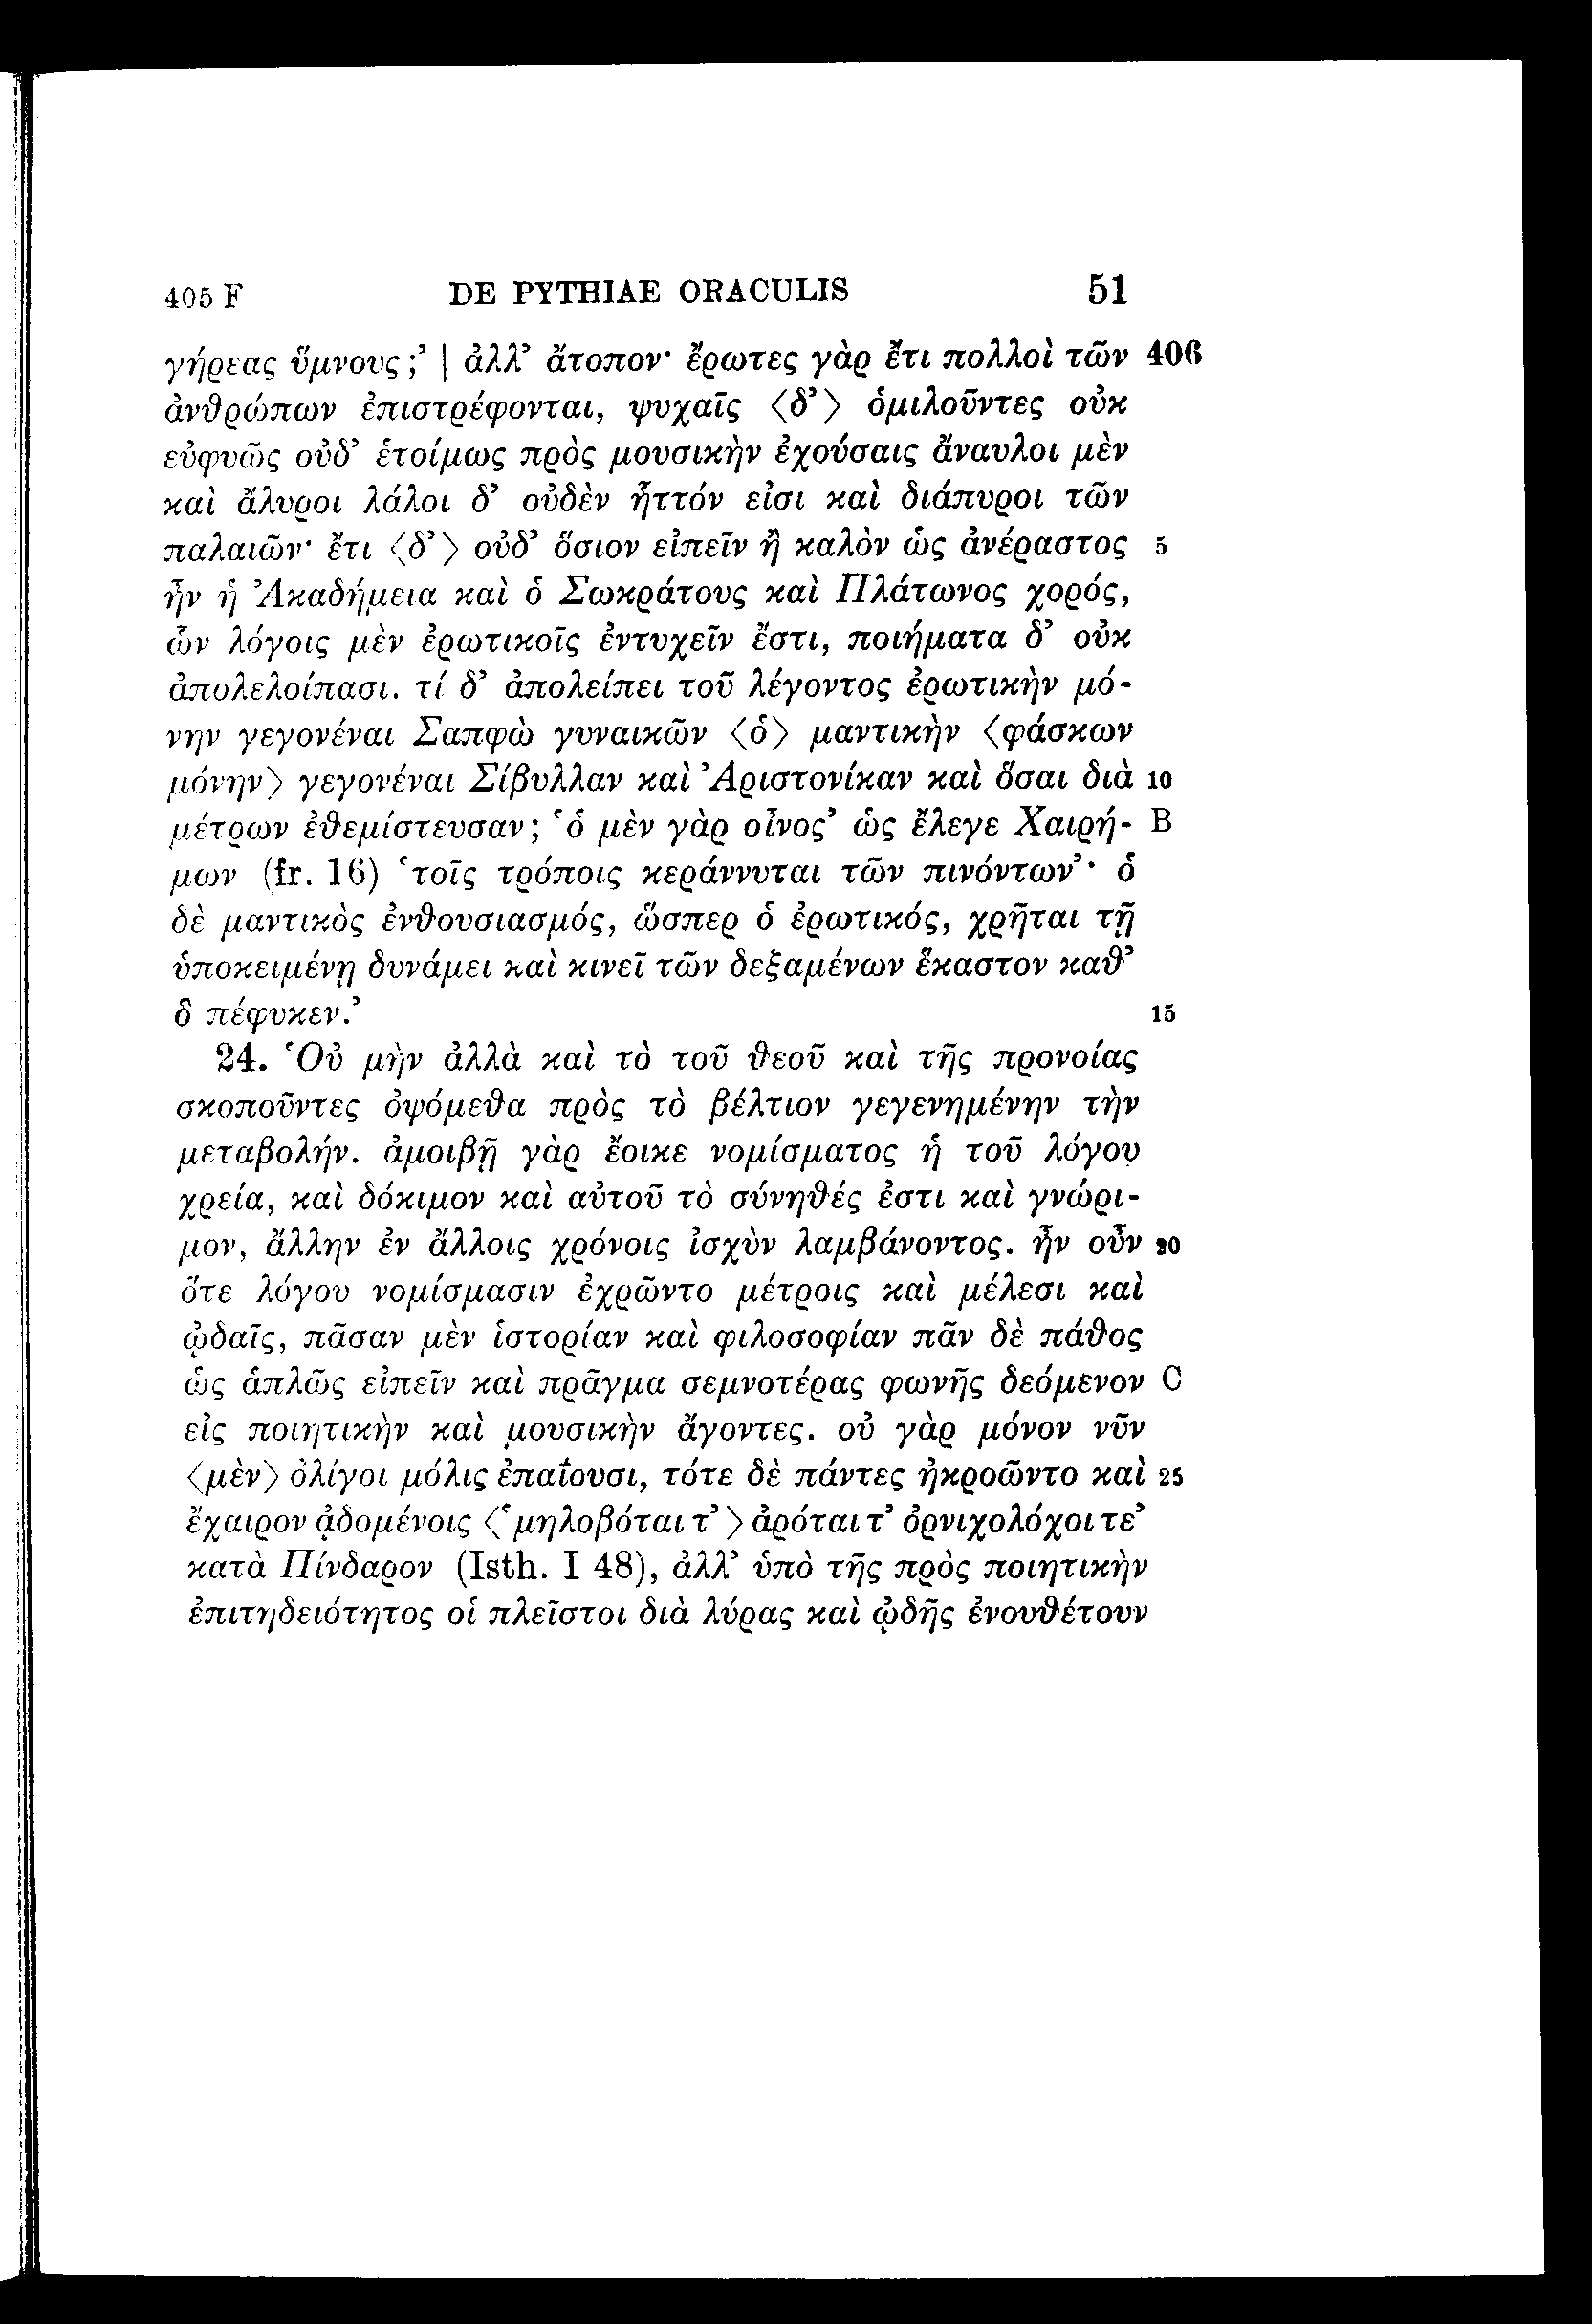 405 F DE PYTHIAE ORACULIS 51
γήρεας ὕμνους;’ | ἀλλ’ ἄτοπον· ἔρωτες γὰρ ἔτι πολλοὶ τῶν 406
ἀνθρώπων ἐπιστρέφονται, ψυχαῖς ⟨δ’⟩ ὁμιλοῦντες οὐκ
εὐφυῶς οὐδ’ ἑτοίμως πρὸς μουσικὴν ἐχούσαις ἄναυλοι μὲν
καὶ ἄλυροι λάλοι δ’ οὐδὲν ἧττόν εἰσι καὶ διάπυροι τῶν
παλαιῶν· ἔτι ⟨δ’⟩ οὐδ’ ὅσιον εἰπεῖν ἢ καλὸν ὡς ἀνέραστος 5
ἦν ἡ Ἀκαδήμεια καὶ ὁ Σωκράτους καὶ Πλάτωνος χορός,
ὧν λόγοις μὲν ἐρωτικοῖς ἐντυχεῖν ἔστι, ποιήματα δ’ οὐκ
ἀπολελοίπασι. τί δ’ ἀπολείπει τοῦ λέγοντος ἐρωτικὴν μό-
νην γεγονέναι Σαπφὼ γυναικῶν ⟨ὁ⟩ μαντικὴν ⟨φάσκων
μόνην⟩ γεγονέναι Σίβυλλαν καὶ Ἀριστονίκαν καὶ ὅσαι διὰ 10
μέτρων ἐθεμίστευσαν; ‘ὁ μὲν γὰρ οἶνος’ ὡς ἔλεγε Χαιρή- B
μων (fr. 16) ‘τοῖς τρόποις κεράννυται τῶν πινόντων’· ὁ
δὲ μαντικὸς ἐνθουσιασμός, ὥσπερ ὁ ἐρωτικός, χρῆται τῇ
ὑποκειμένῃ δυνάμει καὶ κινεῖ τῶν δεξαμένων ἕκαστον καθ’
ὃ πέφυκεν.’ 15
24. ‘Οὐ μὴν ἀλλὰ καὶ τὸ τοῦ θεοῦ καὶ τῆς προνοίας
σκοποῦντες ὀψόμεθα πρὸς τὸ βέλτιον γεγενημένην τὴν
μεταβολήν. ἀμοιβῇ γὰρ ἔοικε νομίσματος ἡ τοῦ λόγου
χρεία, καὶ δόκιμον καὶ αὐτοῦ τὸ σύνηθές ἐστι καὶ γνώρι-
μον, ἄλλην ἐν ἄλλοις χρόνοις ἰσχὺν λαμβάνοντος. ἦν οὖν 20
ὅτε λόγου νομίσμασιν ἐχρῶντο μέτροις καὶ μέλεσι καὶ
ᾠδαῖς, πᾶσαν μὲν ἱστορίαν καὶ φιλοσοφίαν πᾶν δὲ πάθος
ὡς ἁπλῶς εἰπεῖν καὶ πρᾶγμα σεμνοτέρας φωνῆς δεόμενον C
εἰς ποιητικὴν καὶ μουσικὴν ἄγοντες. οὐ γὰρ μόνον νῦν
⟨μὲν⟩ ὀλίγοι μόλις ἐπαΐουσι, τότε δὲ πάντες ἠκροῶντο καὶ 25
ἔχαιρον ᾀδομένοις ⟨‘μηλοβόται τ’⟩ ἀρόται τ’ ὀρνιχολόχοι τε’
κατὰ Πίνδαρον (Isth. I 48), ἀλλ’ ὑπὸ τῆς πρὸς ποιητικὴν
ἐπιτηδειότητος οἱ πλεῖστοι διὰ λύρας καὶ ᾠδῆς ἐνουθέτουν